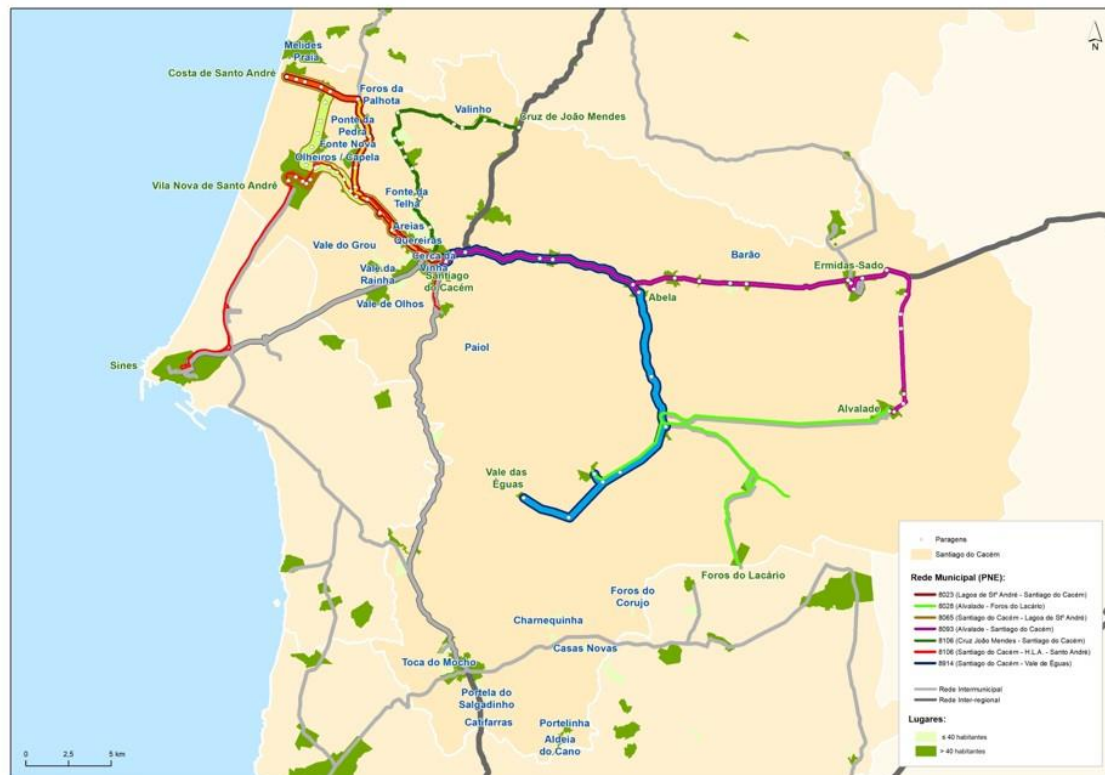 Melides
Praia
N
Costa de Santo André
Foros da
Palhota
Valinho
Cruz de João Mendes
Ponte da
Pedra
Fonte Nova
Olheiros / Capela
Vila Nova de Santo André
Fonte da
Telha
Areias
Quereiras
Vale do Grou
Cerca da
Vinha
Barão
Ermidas-Sado
Vale da
Rainha
Santiago
do Cacém
Abela
Vale de Olhos
Paiol
Sines
Alvalade
Vale das
Éguas
Foros do Lacário
Foros do
Corujo
Charnequinha
Casas Novas
Toca do Mocho
Portela do
Salgadinho
Catifarras
Portelinha
Aldeia
do Cano
0 2,5 5 km
Paragens
Santiago do Cacém
Rede Municipal (PNE):
8023 (Lagoa de Stº André - Santiago do Cacém)
8028 (Alvalade - Foros do Lacário)
8065 (Santiago do Cacém - Lagoa de Stº André)
8093 (Alvalade - Santiago do Cacém)
8106 (Cruz João Mendes - Santiago do Cacém)
8106 (Santiago do Cacém - H.L.A. - Santo André)
8914 (Santiago do Cacém - Vale de Éguas)
Rede Intermunicipal
Rede Inter-regional
Lugares:
≤ 40 habitantes
> 40 habitantes